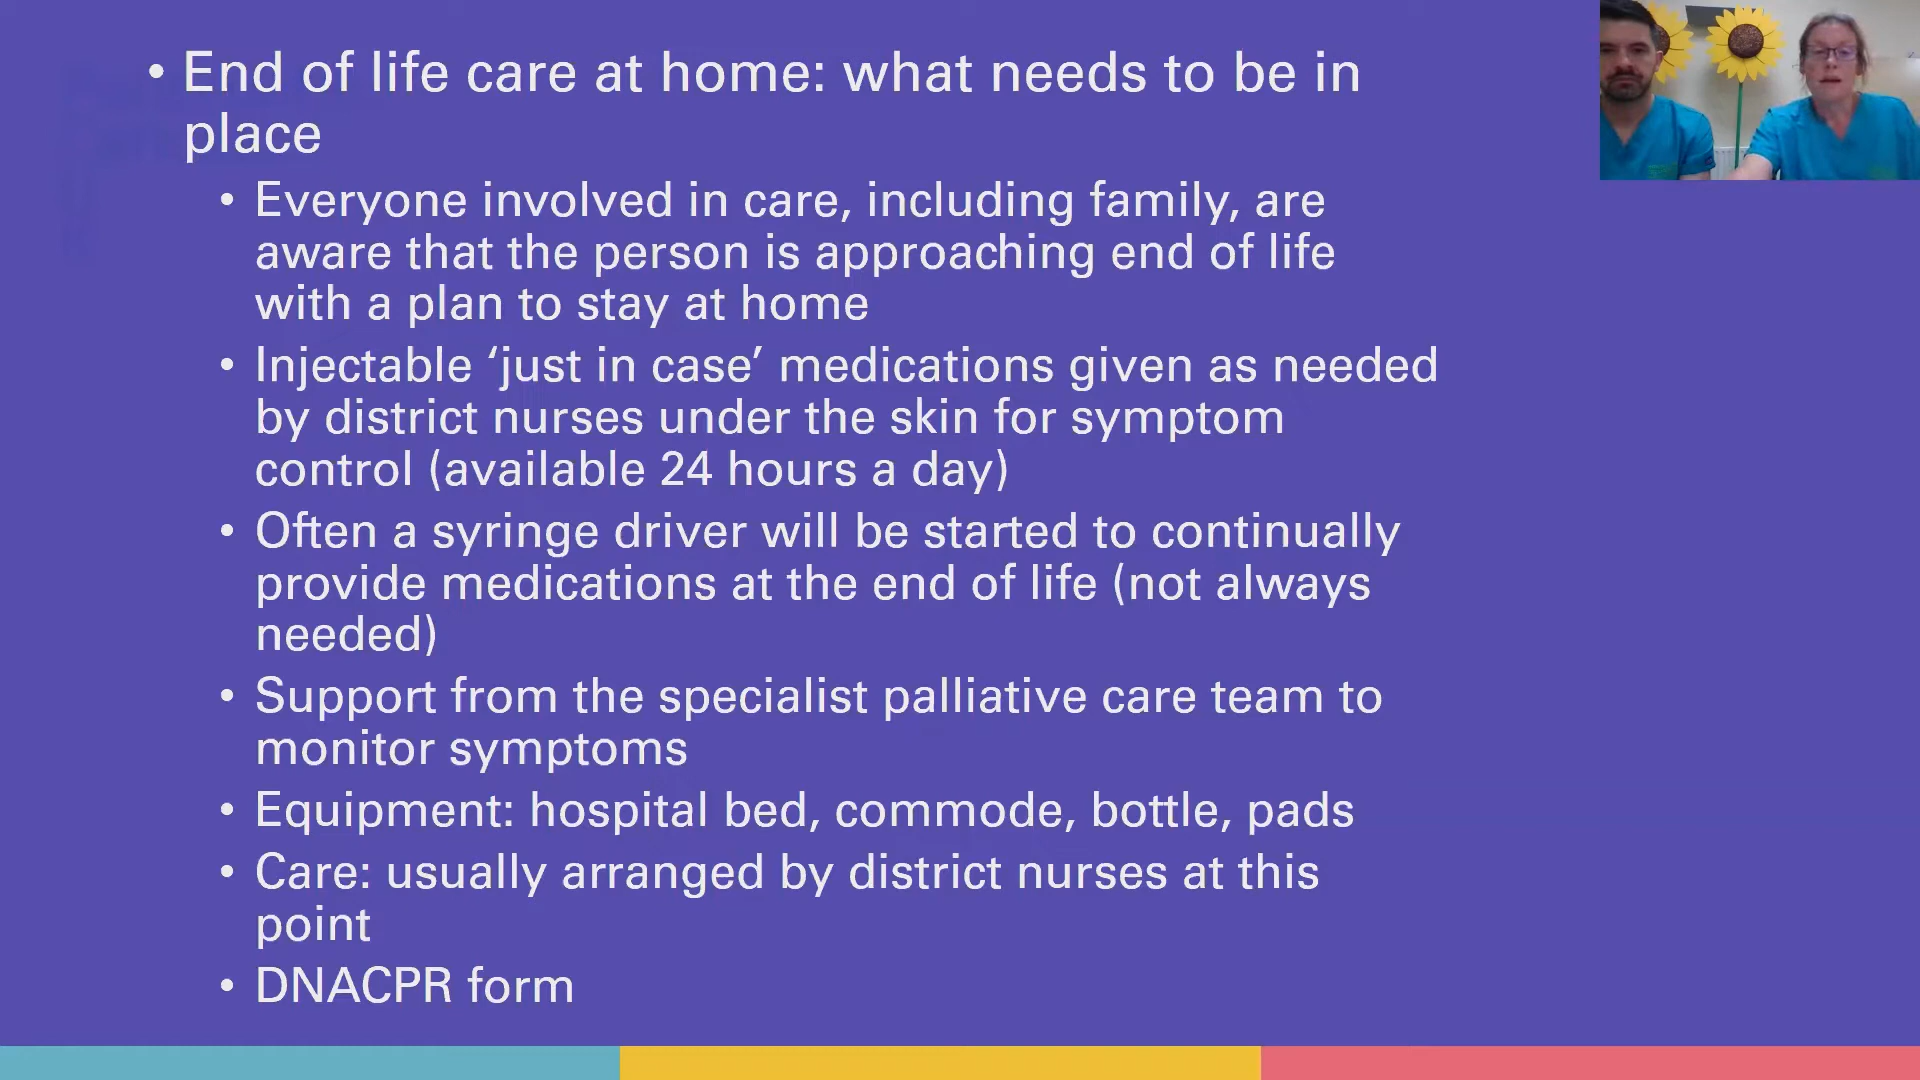 • End of life care at home: what needs to be in
place
• Everyone involved in care, including family, are
aware that the person is approaching end of life
with a plan to stay at home
• Injectable ‘just in case’ medications given as needed
by district nurses under the skin for symptom
control (available 24 hours a day)
• Often a syringe driver will be started to continually
provide medications at the end of life (not always
needed)
• Support from the specialist palliative care team to
monitor symptoms
• Equipment: hospital bed, commode, bottle, pads
• Care: usually arranged by district nurses at this
point
• DNACPR form